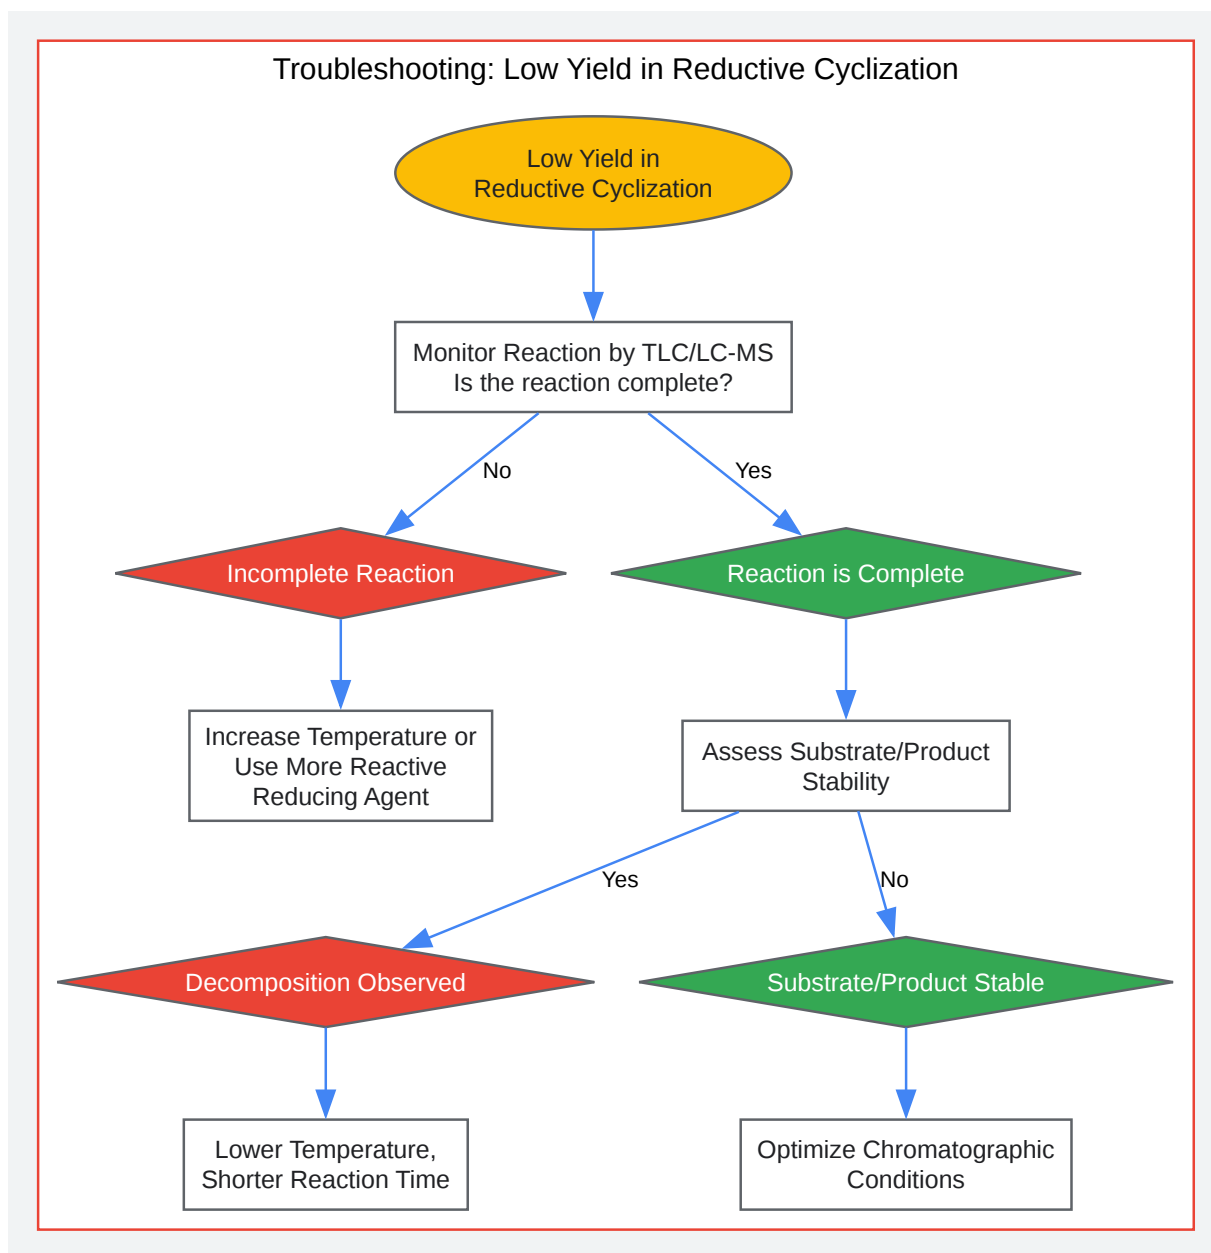 Troubleshooting: Low Yield in Reductive Cyclization
Low Yield in
Reductive Cyclization
Monitor Reaction by TLC/LC-MS
Is the reaction complete?
No
Yes
Incomplete Reaction
Reaction is Complete
Increase Temperature or
Use More Reactive
Reducing Agent
Assess Substrate/Product
Stability
Yes
No
Decomposition Observed
Substrate/Product Stable
Lower Temperature,
Shorter Reaction Time
Optimize Chromatographic
Conditions